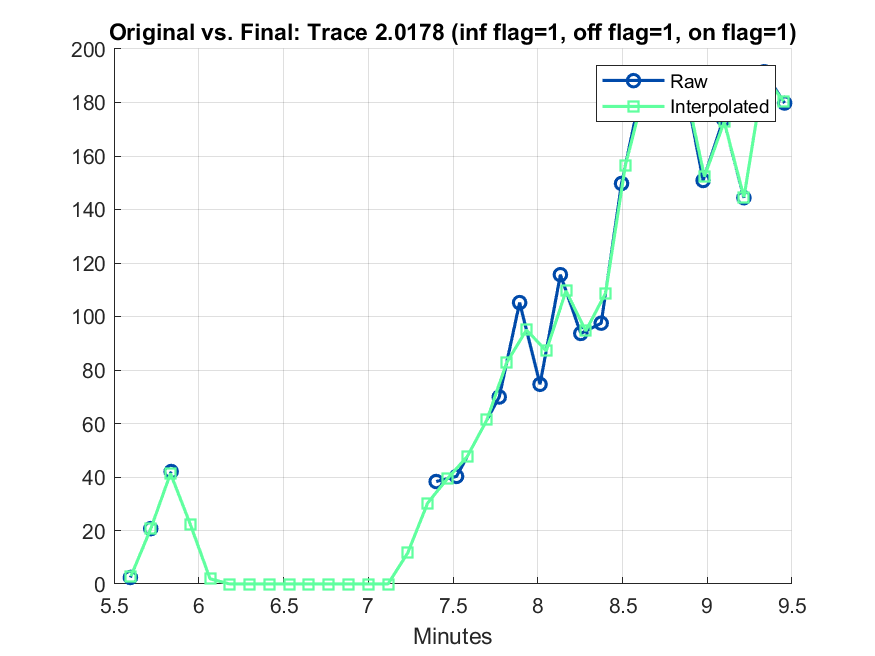 Original vs. Final: Trace 2.0178 (inf flag=1, off flag=1, on flag=1)
200
180
160
140
120
100
80
60
40
20
0
Raw
Interpolated
5.5 6 6.5 7 7.5 8 8.5 9 9.5
Minutes